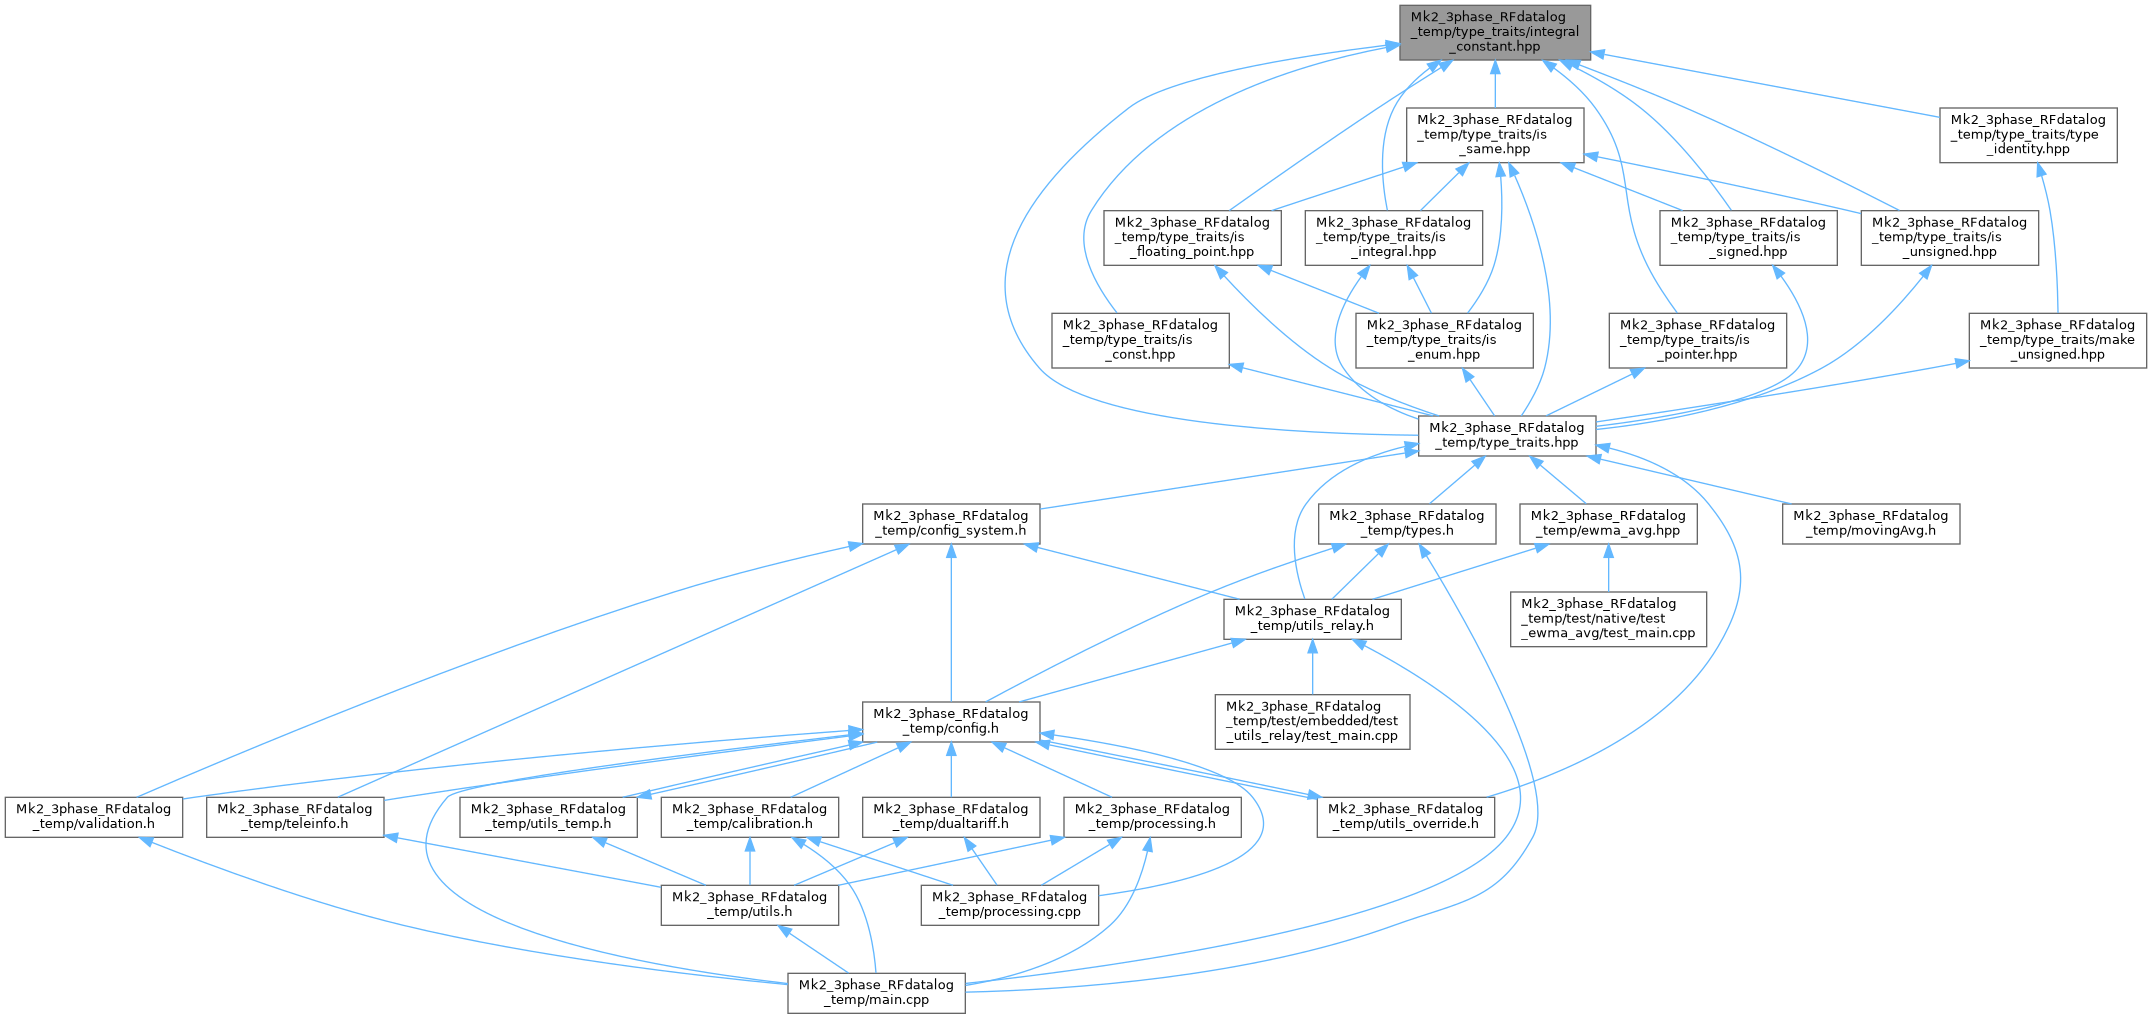 Mk2_3phase_RFdatalog
_temp/type_traits/integral
_constant.hpp
Mk2_3phase_RFdatalog
_temp/type_traits/is
_same.hpp
Mk2_3phase_RFdatalog
_temp/type_traits/type
_identity.hpp
Mk2_3phase_RFdatalog
_temp/type_traits/is
_floating_point.hpp
Mk2_3phase_RFdatalog
_temp/type_traits/is
_integral.hpp
Mk2_3phase_RFdatalog
_temp/type_traits/is
_signed.hpp
Mk2_3phase_RFdatalog
_temp/type_traits/is
_unsigned.hpp
Mk2_3phase_RFdatalog
_temp/type_traits/is
_const.hpp
Mk2_3phase_RFdatalog
_temp/type_traits/is
_enum.hpp
Mk2_3phase_RFdatalog
_temp/type_traits/is
_pointer.hpp
Mk2_3phase_RFdatalog
_temp/type_traits/make
_unsigned.hpp
Mk2_3phase_RFdatalog
_temp/type_traits.hpp
Mk2_3phase_RFdatalog
_temp/config_system.h
Mk2_3phase_RFdatalog
_temp/types.h
Mk2_3phase_RFdatalog
_temp/ewma_avg.hpp
Mk2_3phase_RFdatalog
_temp/movingAvg.h
Mk2_3phase_RFdatalog
_temp/utils_relay.h
Mk2_3phase_RFdatalog
_temp/test/native/test
_ewma_avg/test_main.cpp
Mk2_3phase_RFdatalog
_temp/config.h
Mk2_3phase_RFdatalog
_temp/test/embedded/test
_utils_relay/test_main.cpp
Mk2_3phase_RFdatalog
_temp/validation.h
Mk2_3phase_RFdatalog
_temp/teleinfo.h
Mk2_3phase_RFdatalog
_temp/utils_temp.h
Mk2_3phase_RFdatalog
_temp/calibration.h
Mk2_3phase_RFdatalog
_temp/dualtariff.h
Mk2_3phase_RFdatalog
_temp/processing.h
Mk2_3phase_RFdatalog
_temp/utils_override.h
Mk2_3phase_RFdatalog
_temp/utils.h
Mk2_3phase_RFdatalog
_temp/processing.cpp
Mk2_3phase_RFdatalog
_temp/main.cpp